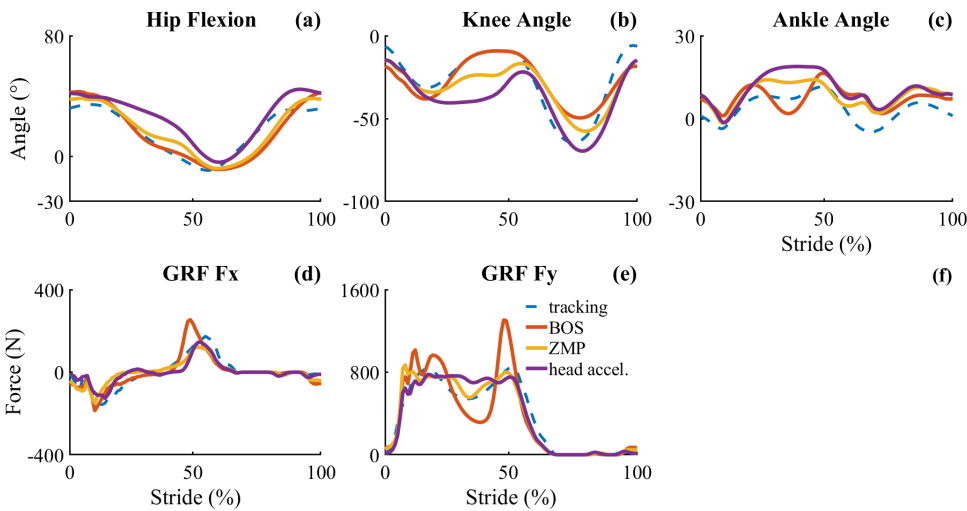 Hip Flexion (a)
Knee Angle (b)
Ankle Angle (c)
Angle (°)
80
0
-30
0 50 100
0
-50
-100
0 50 100
30
0
-30
0 50 100
Stride (%)
GRF Fx (d)
GRF Fy (e)
(f)
Force (N)
400
0
-400
0 50 100
Stride (%)
1600
800
0
0 50 100
Stride (%)
tracking
BOS
ZMP
head accel.